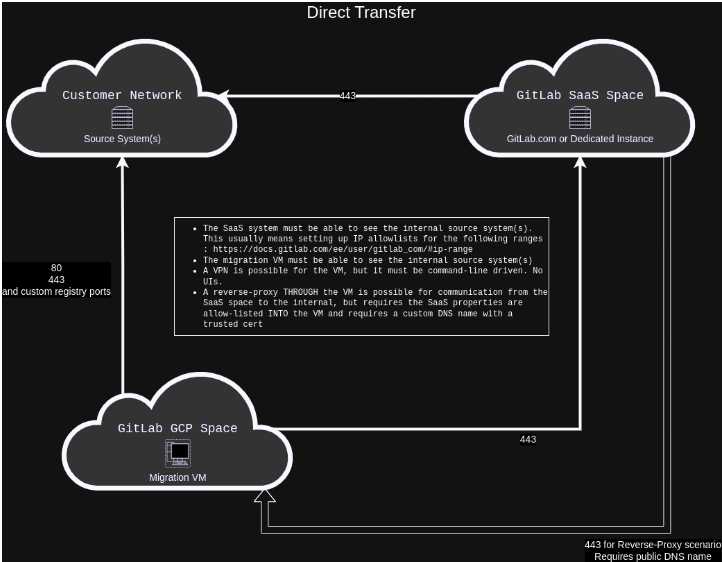 Direct Transfer
Customer Network
Source System(s)
443
GitLab SaaS Space
GitLab.com or Dedicated Instance
• The SaaS system must be able to see the internal source system(s).
This usually means setting up IP allowlists for the following ranges
: https://docs.gitlab.com/ee/user/gitlab_com/#ip-range
• The migration VM must be able to see the internal source system(s)
• A VPN is possible for the VM, but it must be command-line driven. No
UIs.
• A reverse-proxy THROUGH the VM is possible for communication from the
SaaS space to the internal, but requires the SaaS properties are
allow-listed INTO the VM and requires a custom DNS name with a
trusted cert
80
443
and custom registry ports
GitLab GCP Space
Migration VM
443
443 for Reverse-Proxy scenario
Requires public DNS name